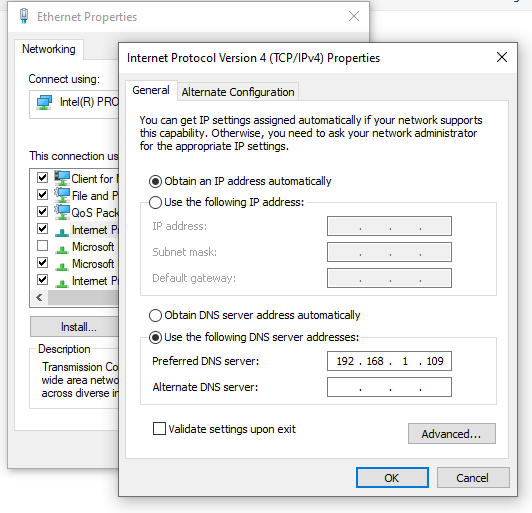 Ethernet Properties
Networking
Connect using:
Intel(R) PRO
This connection us
Client for M
File and P
QoS Pack
Internet Pr
Microsoft
Microsoft
Internet Pr
Install...
Description
Transmission Co
wide area netwo
across diverse in
Internet Protocol Version 4 (TCP/IPv4) Properties
General
Alternate Configuration
You can get IP settings assigned automatically if your network supports
this capability. Otherwise, you need to ask your network administrator
for the appropriate IP settings.
Obtain an IP address automatically
Use the following IP address:
IP address:
. . .
Subnet mask:
. . .
Default gateway:
. . .
Obtain DNS server address automatically
Use the following DNS server addresses:
Preferred DNS server:
192 . 168 . 1 . 109
Alternate DNS server:
. . .
Validate settings upon exit
Advanced...
OK
Cancel